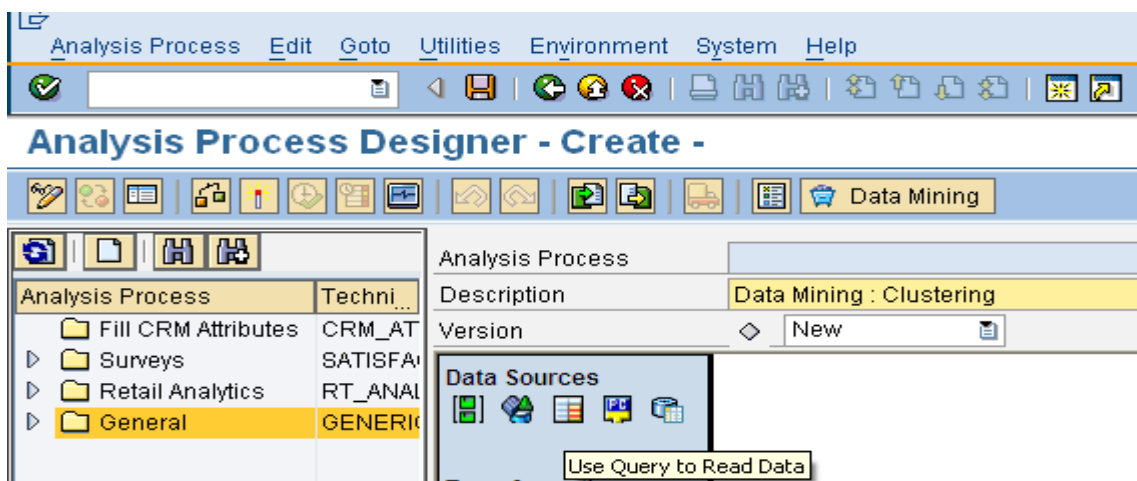 Analysis Process Edit Goto Utilities Environment System Help
Analysis Process Designer - Create -
Data Mining
Analysis Process Techni...
Fill CRM Attributes CRM_AT
Surveys SATISFA
Retail Analytics RT_ANAL
General GENERIC
Analysis Process
Description Data Mining : Clustering
Version New
Data Sources
Use Query to Read Data